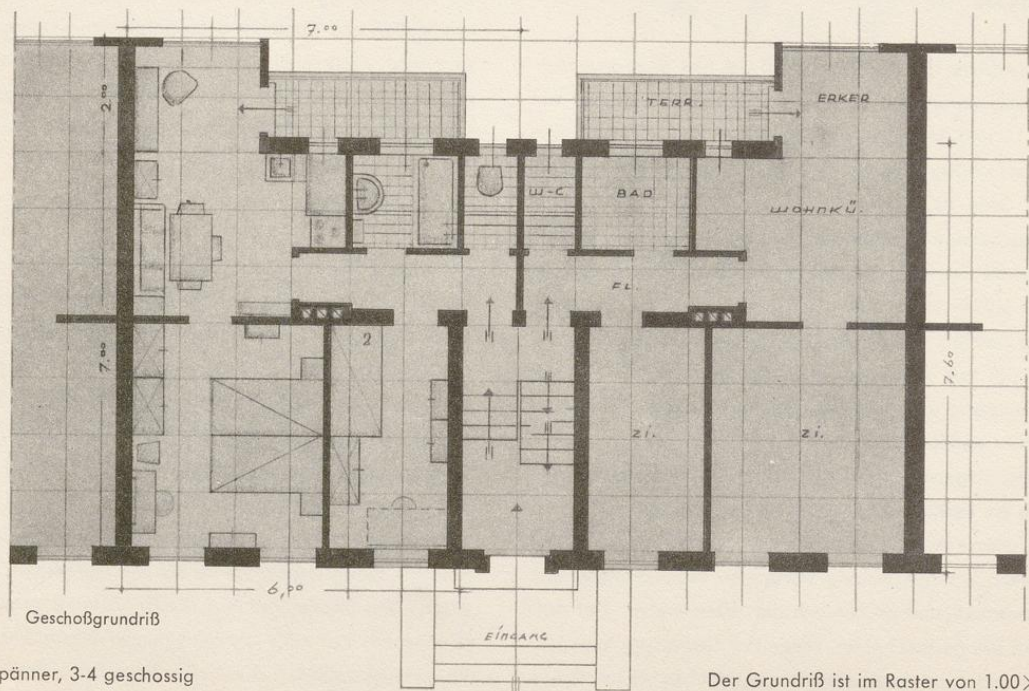 7.00
2.00
TERR.
ERKER
W-C
BAD
WOHNKÜ.
FL.
7.00
2
7.60
ZI.
ZI.
6,00
Geschoßgrundriß
EINGANG
pänner, 3-4 geschossig
Der Grundriß ist im Raster von 1.00